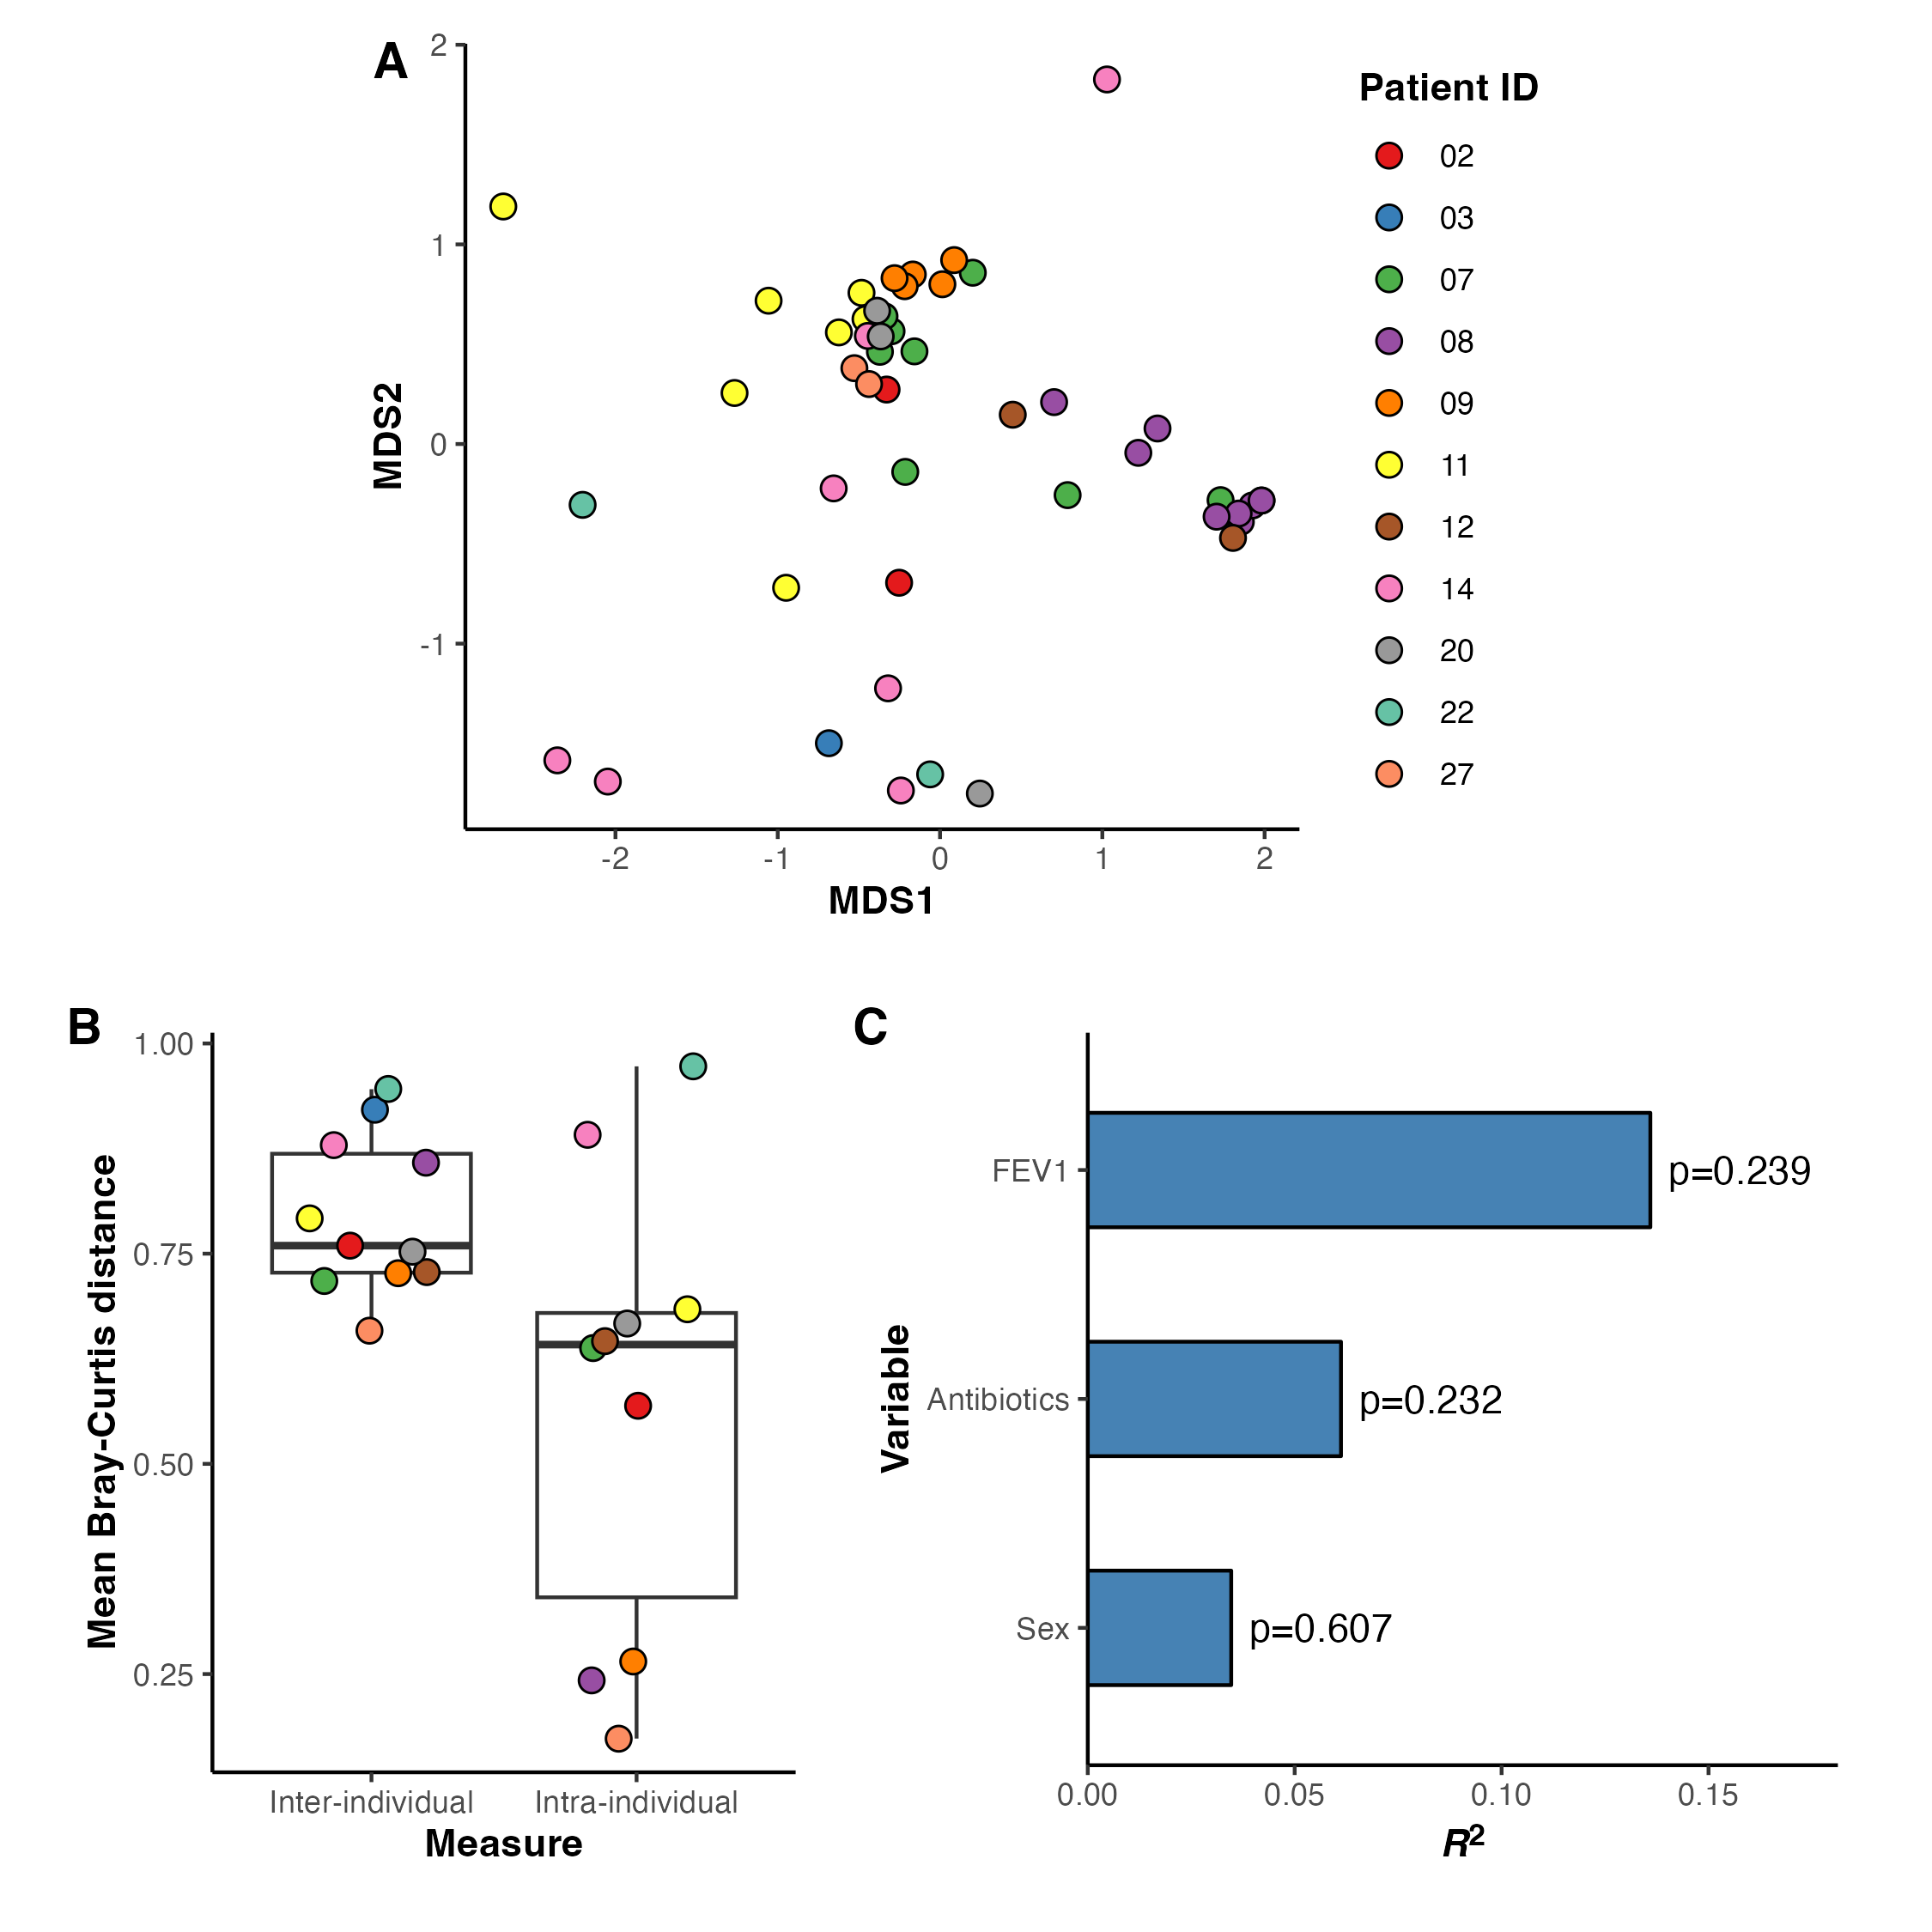 A
2
1
0
-1
MDS2
-2
-1
0
1
2
MDS1
Patient ID
02
03
07
08
09
11
12
14
20
22
27
B
1.00
0.75
0.50
0.25
Mean Bray-Curtis distance
Inter-individual
Intra-individual
Measure
C
Variable
FEV1
p=0.239
Antibiotics
p=0.232
Sex
p=0.607
0.00
0.05
0.10
0.15
R²